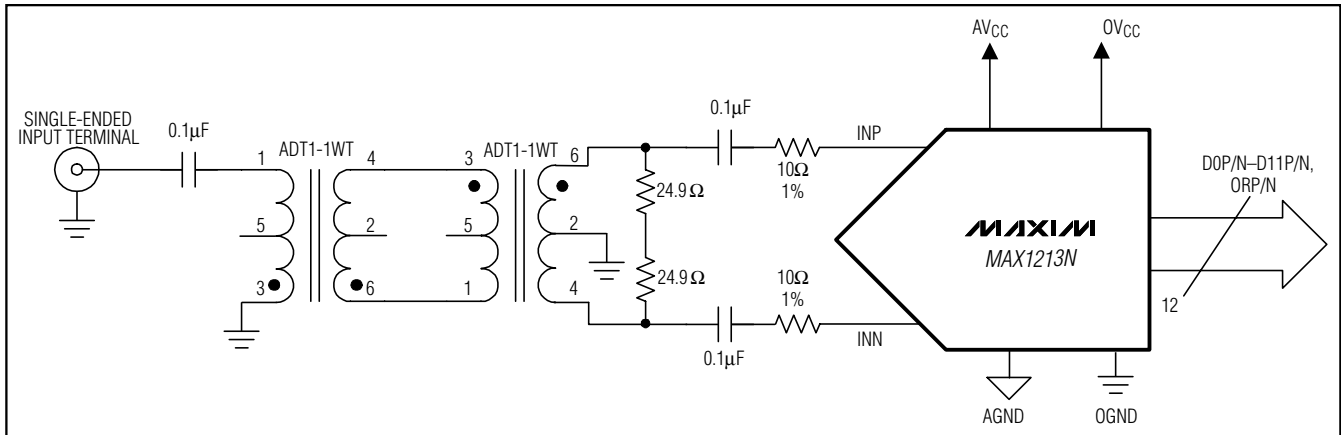 AVCC
OVCC
SINGLE-ENDED
INPUT TERMINAL
0.1µF
ADT1-1WT
ADT1-1WT
0.1µF
INP
10Ω
1%
D0P/N–D11P/N,
ORP/N
1
5
3
4
2
6
3
5
1
6
2
4
24.9Ω
24.9Ω
MAXIM
MAX1213N
12
10Ω
1%
0.1µF
INN
AGND
OGND